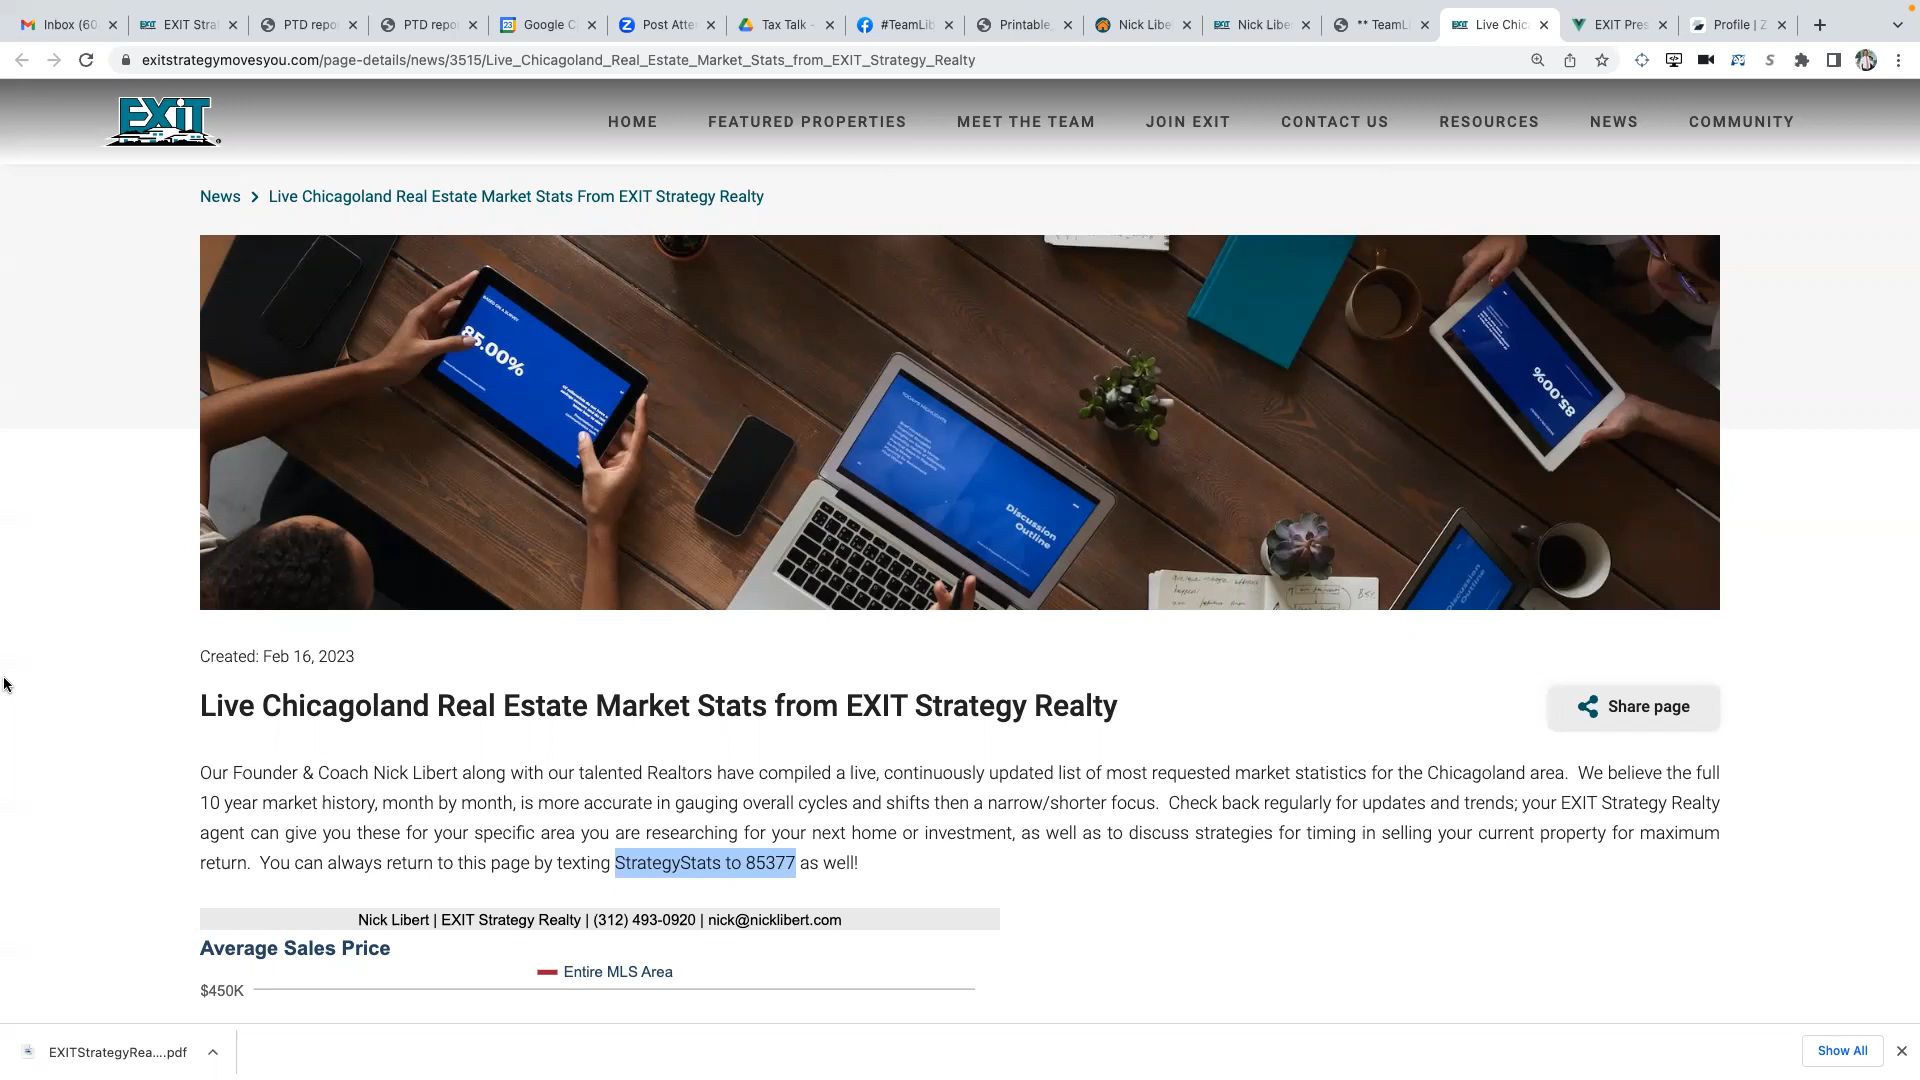 Inbox (60
EXIT Stra
PTD repo
PTD repo
Google C
Post Atte
Tax Talk -
#TeamLib
Printable_
Nick Libe
Nick Libe
** TeamL
Live Chic
EXIT Pres
Profile | Z
exitstrategymovesyou.com/page-details/news/3515/Live_Chicagoland_Real_Estate_Market_Stats_from_EXIT_Strategy_Realty
EXIT
HOME
FEATURED PROPERTIES
MEET THE TEAM
JOIN EXIT
CONTACT US
RESOURCES
NEWS
COMMUNITY
News > Live Chicagoland Real Estate Market Stats From EXIT Strategy Realty
BASED ON A SURVEY
85.00%
TODAY'S HIGHLIGHTS
Discussion
Outline
85.00%
Discussion
Outline
Created: Feb 16, 2023
Live Chicagoland Real Estate Market Stats from EXIT Strategy Realty
Share page
Our Founder & Coach Nick Libert along with our talented Realtors have compiled a live, continuously updated list of most requested market statistics for the Chicagoland area. We believe the full
10 year market history, month by month, is more accurate in gauging overall cycles and shifts then a narrow/shorter focus. Check back regularly for updates and trends; your EXIT Strategy Realty
agent can give you these for your specific area you are researching for your next home or investment, as well as to discuss strategies for timing in selling your current property for maximum
return. You can always return to this page by texting StrategyStats to 85377 as well!
Nick Libert | EXIT Strategy Realty | (312) 493-0920 | nick@nicklibert.com
Average Sales Price
Entire MLS Area
$450K
EXITStrategyRea....pdf
Show All